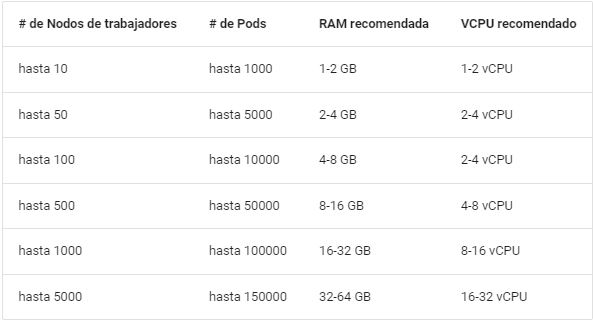 # de Nodos de trabajadores # de Pods RAM recomendada VCPU recomendado
hasta 10 hasta 1000 1-2 GB 1-2 vCPU
hasta 50 hasta 5000 2-4 GB 2-4 vCPU
hasta 100 hasta 10000 4-8 GB 2-4 vCPU
hasta 500 hasta 50000 8-16 GB 4-8 vCPU
hasta 1000 hasta 100000 16-32 GB 8-16 vCPU
hasta 5000 hasta 150000 32-64 GB 16-32 vCPU